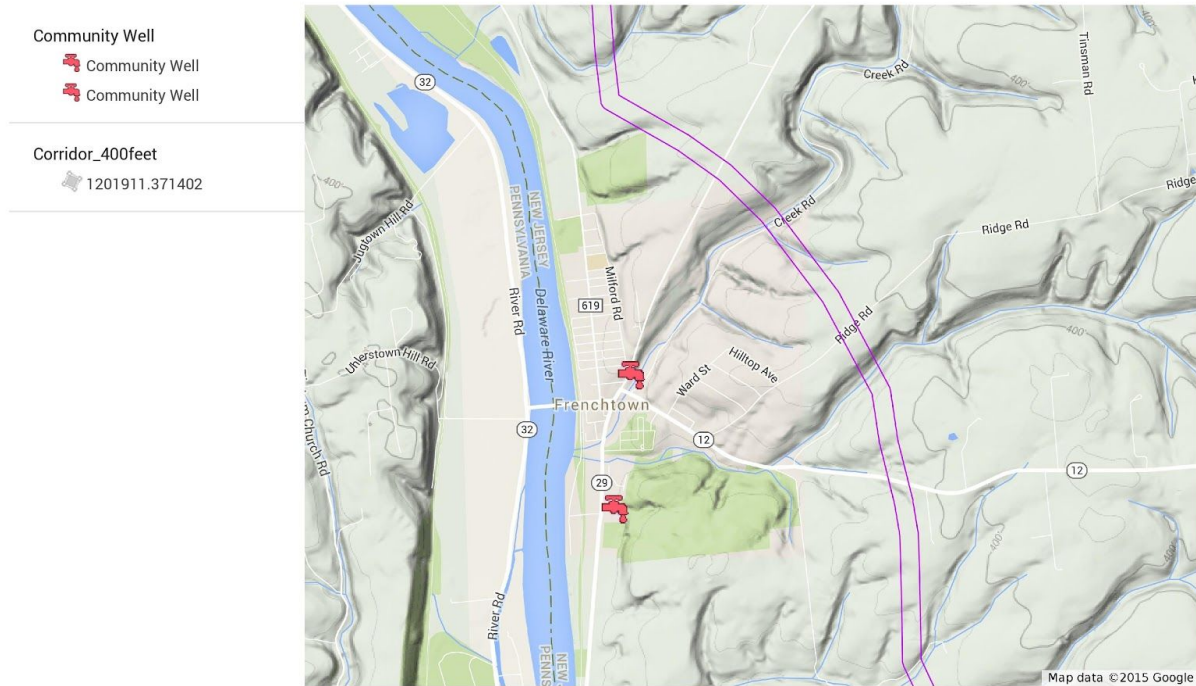 Community Well
Community Well
Community Well
Corridor_400feet
1201911.371402
32
Creek Rd
Tinsman Rd
400
400
400
Ridge
Creek Rd
Ridge Rd
Jugtown Hill Rd
NEW JERSEY
PENNSYLVANIA
River Rd
Delaware River
619
Milford Rd
Ridge Rd
400
Uhlerstown Hill Rd
Hilltop Ave
Ward St
Frenchtown
32
12
12
Church Rd
29
400
400
River Rd
NEW
PENNS
Map data ©2015 Google